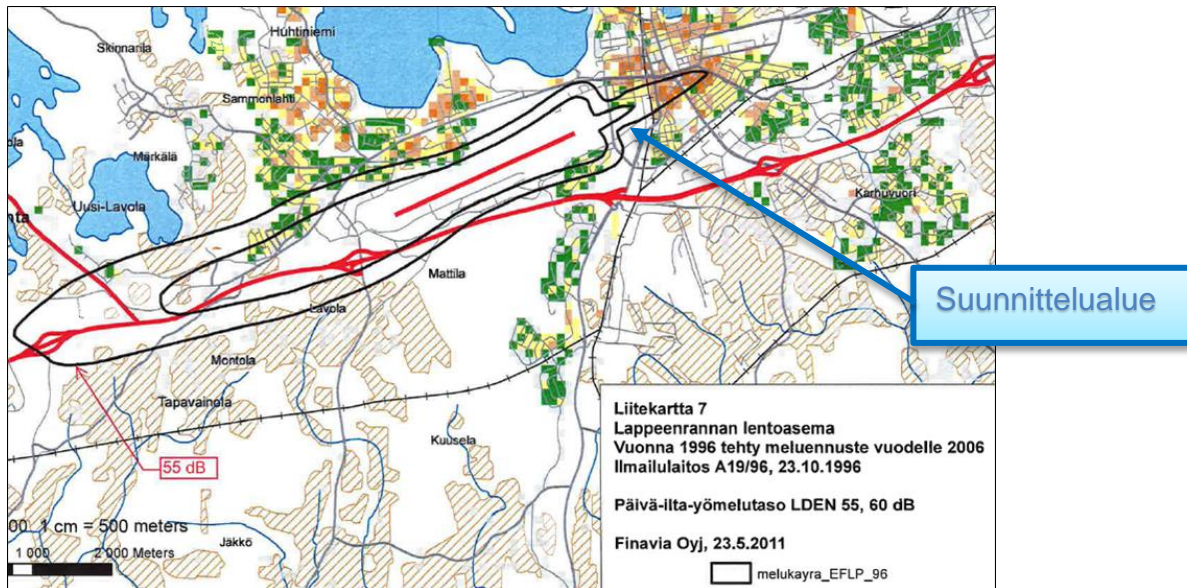 Skinnarila
Huhtiniemi
Sammonlahti
Märkälä
Uusi-Lavola
Karhuvuori
Mattila
Lavola
Montola
Tapavainola
Kuusela
Jäkkö
55 dB
1 cm = 500 meters
1 000
2 000 Meters
Suunnittelualue
Liitekartta 7
Lappeenrannan lentoasema
Vuonna 1996 tehty meluennuste vuodelle 2006
Ilmailulaitos A19/96, 23.10.1996
Päivä-ilta-yömelutaso LDEN 55, 60 dB
Finavia Oyj, 23.5.2011
melukayra_EFLP_96